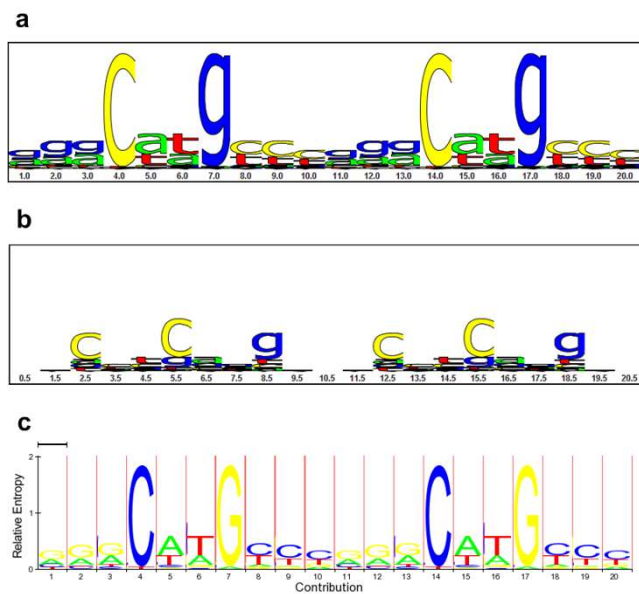 a
g g g C a t g c c c g g g C a t g c c c
a a t a t a
1.0 2.0 3.0 4.0 5.0 6.0 7.0 8.0 9.0 10.0 11.0 12.0 13.0 14.0 15.0 16.0 17.0 18.0 19.0 20.0
b
C C g C C g
0.5 1.5 2.5 3.5 4.5 5.5 6.5 7.5 8.5 9.5 10.5 11.5 12.5 13.5 14.5 15.5 16.5 17.5 18.5 19.5 20.5
c
2
Relative Entropy
1
G G G C A T G C C C G G G C A T G C C C
0
1 2 3 4 5 6 7 8 9 10 11 12 13 14 15 16 17 18 19 20
Contribution